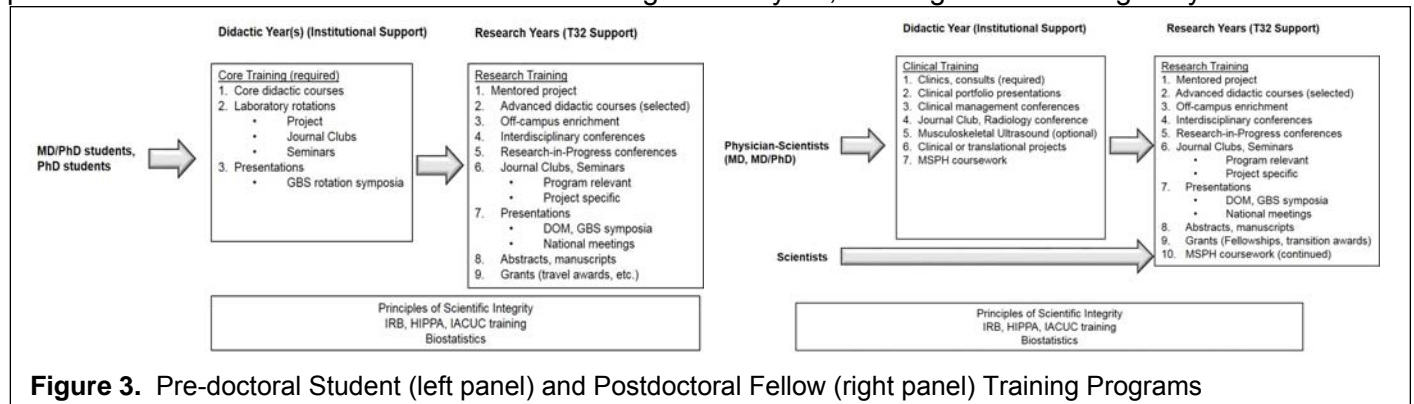 Didactic Year(s) (Institutional Support)
Research Years (T32 Support)
MD/PhD students,
PhD students
Core Training (required)
1. Core didactic courses
2. Laboratory rotations
• Project
• Journal Clubs
• Seminars
3. Presentations
• GBS rotation symposia
Research Training
1. Mentored project
2. Advanced didactic courses (selected)
3. Off-campus enrichment
4. Interdisciplinary conferences
5. Research-in-Progress conferences
6. Journal Clubs, Seminars
• Program relevant
• Project specific
7. Presentations
• DOM, GBS symposia
• National meetings
8. Abstracts, manuscripts
9. Grants (travel awards, etc.)
Principles of Scientific Integrity
IRB, HIPPA, IACUC training
Biostatistics
Didactic Year (Institutional Support)
Research Years (T32 Support)
Physician-Scientists
(MD, MD/PhD)
Clinical Training
1. Clinics, consults (required)
2. Clinical portfolio presentations
3. Clinical management conferences
4. Journal Club, Radiology conference
5. Musculoskeletal Ultrasound (optional)
6. Clinical or translational projects
7. MSPH coursework
Scientists
Research Training
1. Mentored project
2. Advanced didactic courses (selected)
3. Off-campus enrichment
4. Interdisciplinary conferences
5. Research-in-Progress conferences
6. Journal Clubs, Seminars
• Program relevant
• Project specific
7. Presentations
• DOM, GBS symposia
• National meetings
8. Abstracts, manuscripts
9. Grants (Fellowships, transition awards)
10. MSPH coursework (continued)
Principles of Scientific Integrity
IRB, HIPPA, IACUC training
Biostatistics
Figure 3. Pre-doctoral Student (left panel) and Postdoctoral Fellow (right panel) Training Programs